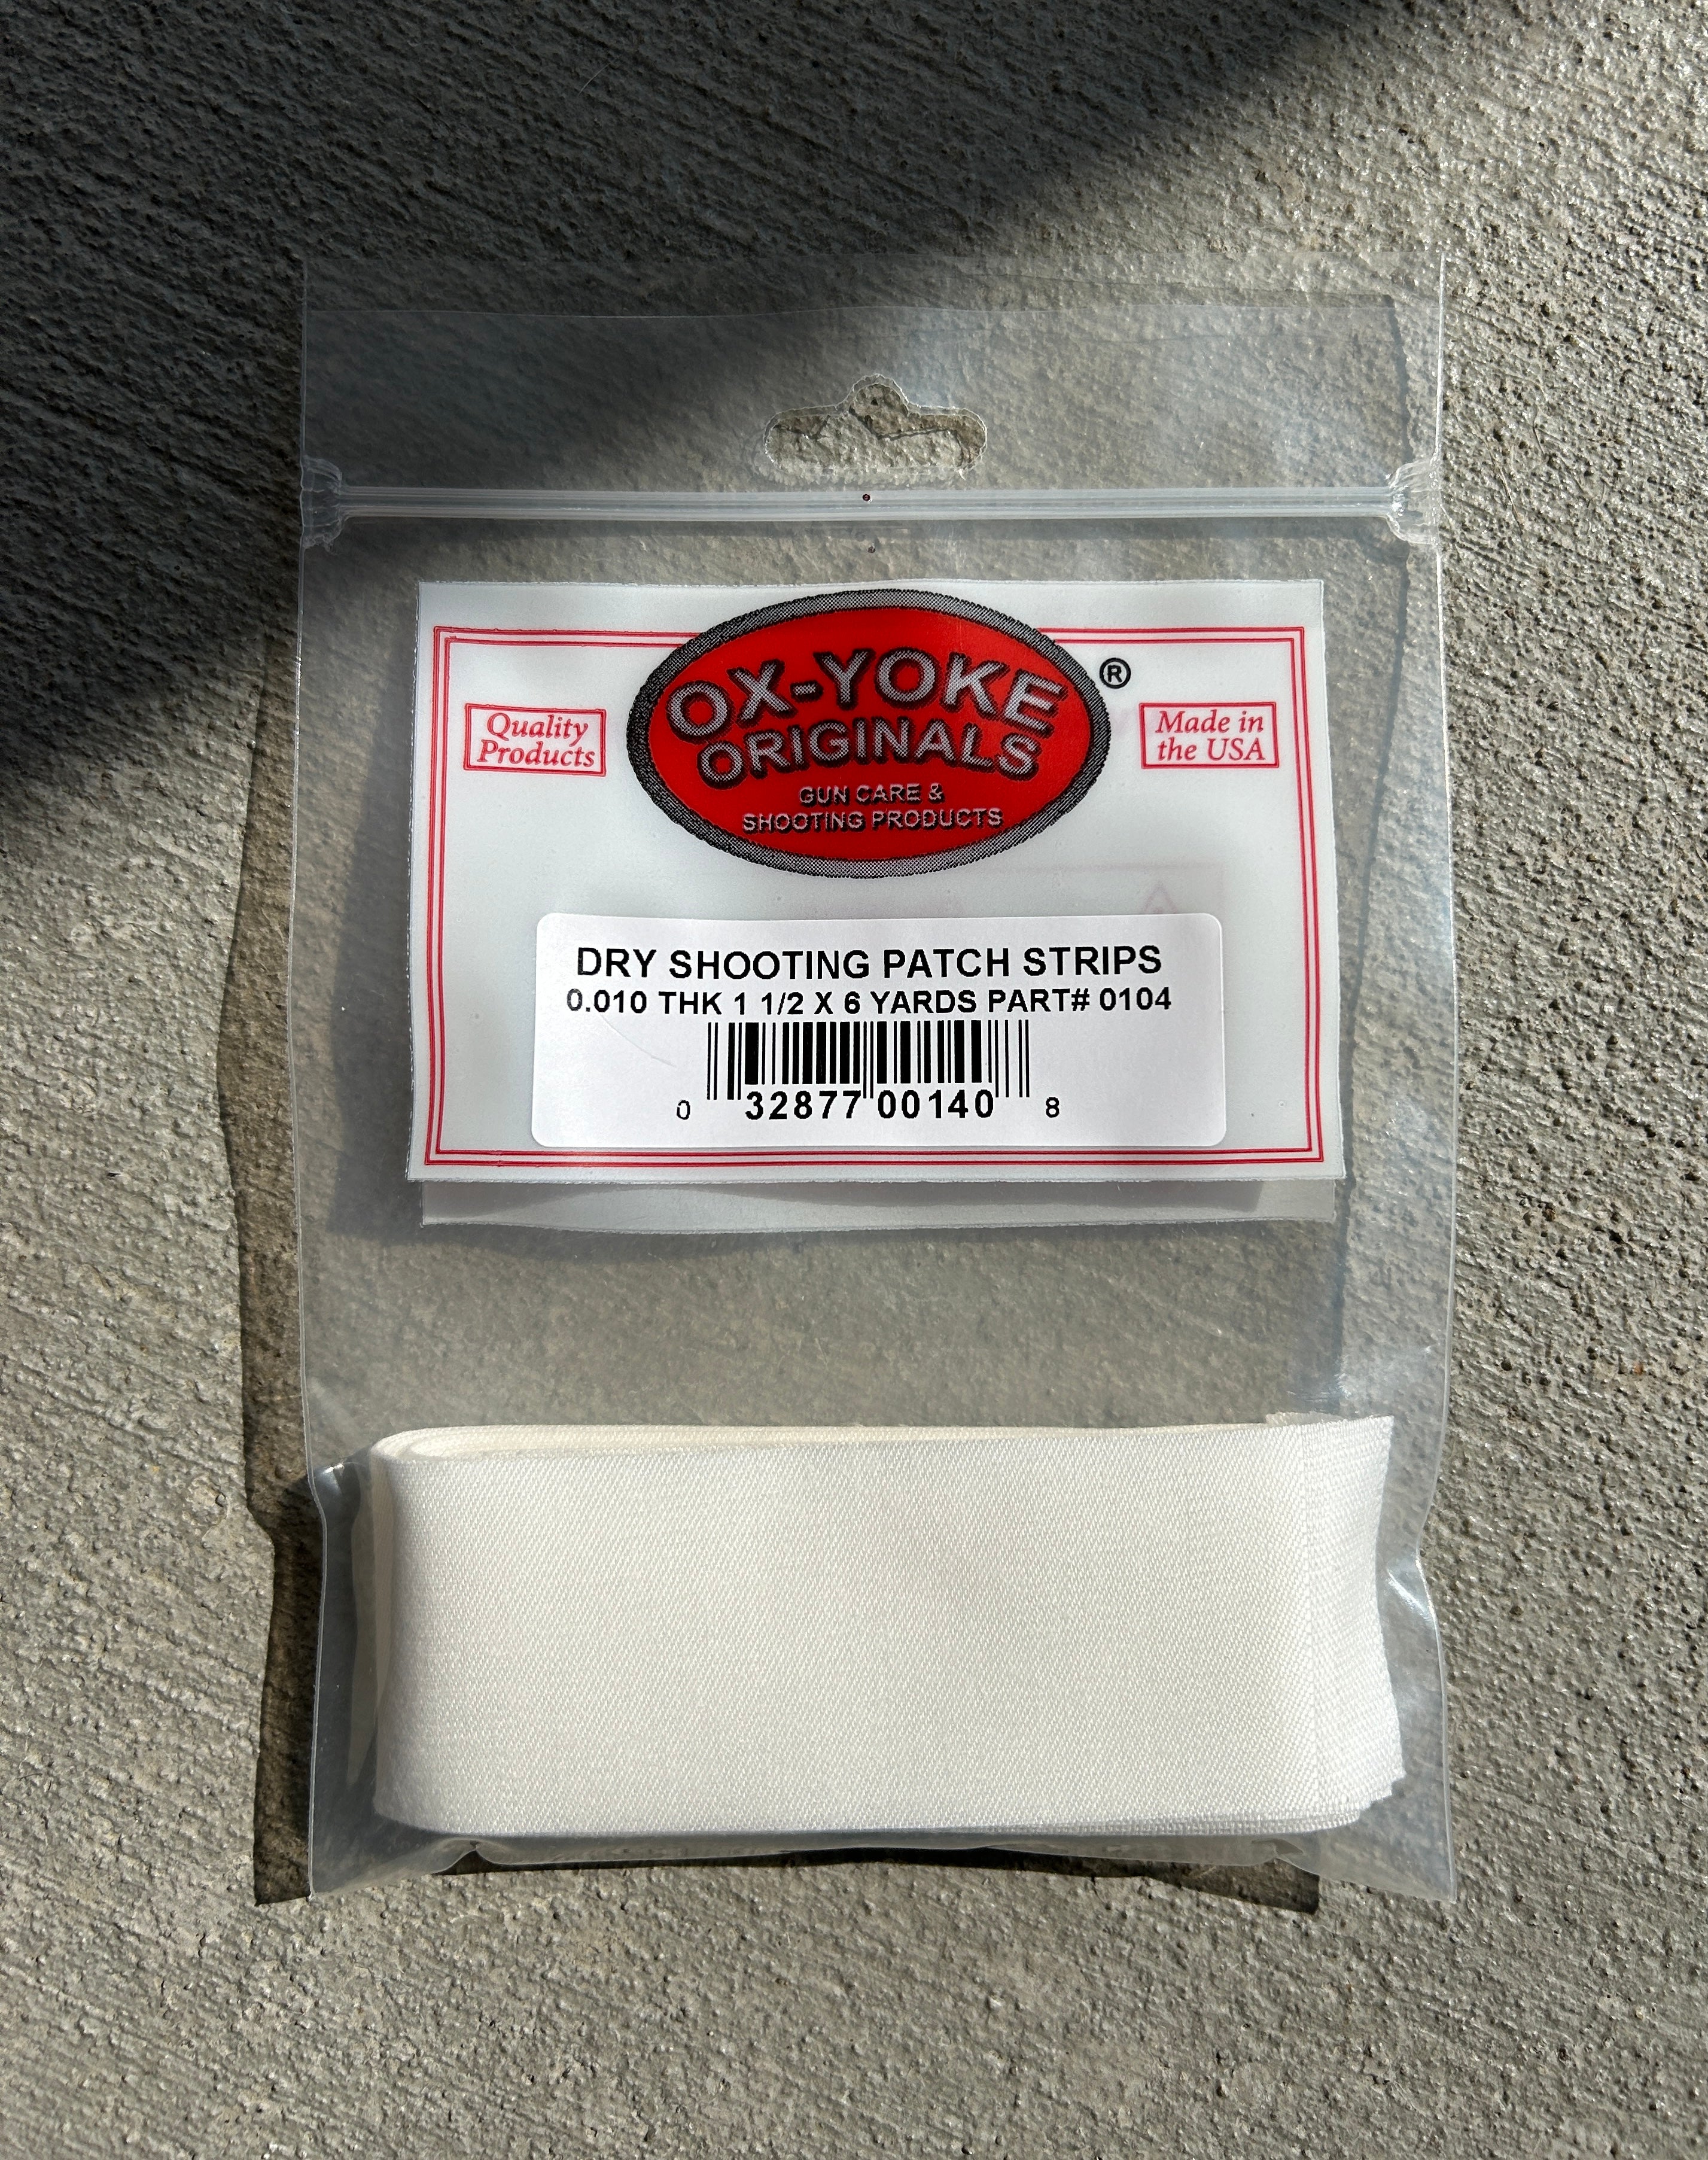 OX-YOKE ®
ORIGINALS
GUN CARE &
SHOOTING PRODUCTS
Quality
Products
Made in
the USA
DRY SHOOTING PATCH STRIPS
0.010 THK 1 1/2 X 6 YARDS PART# 0104
0 32877 00140 8